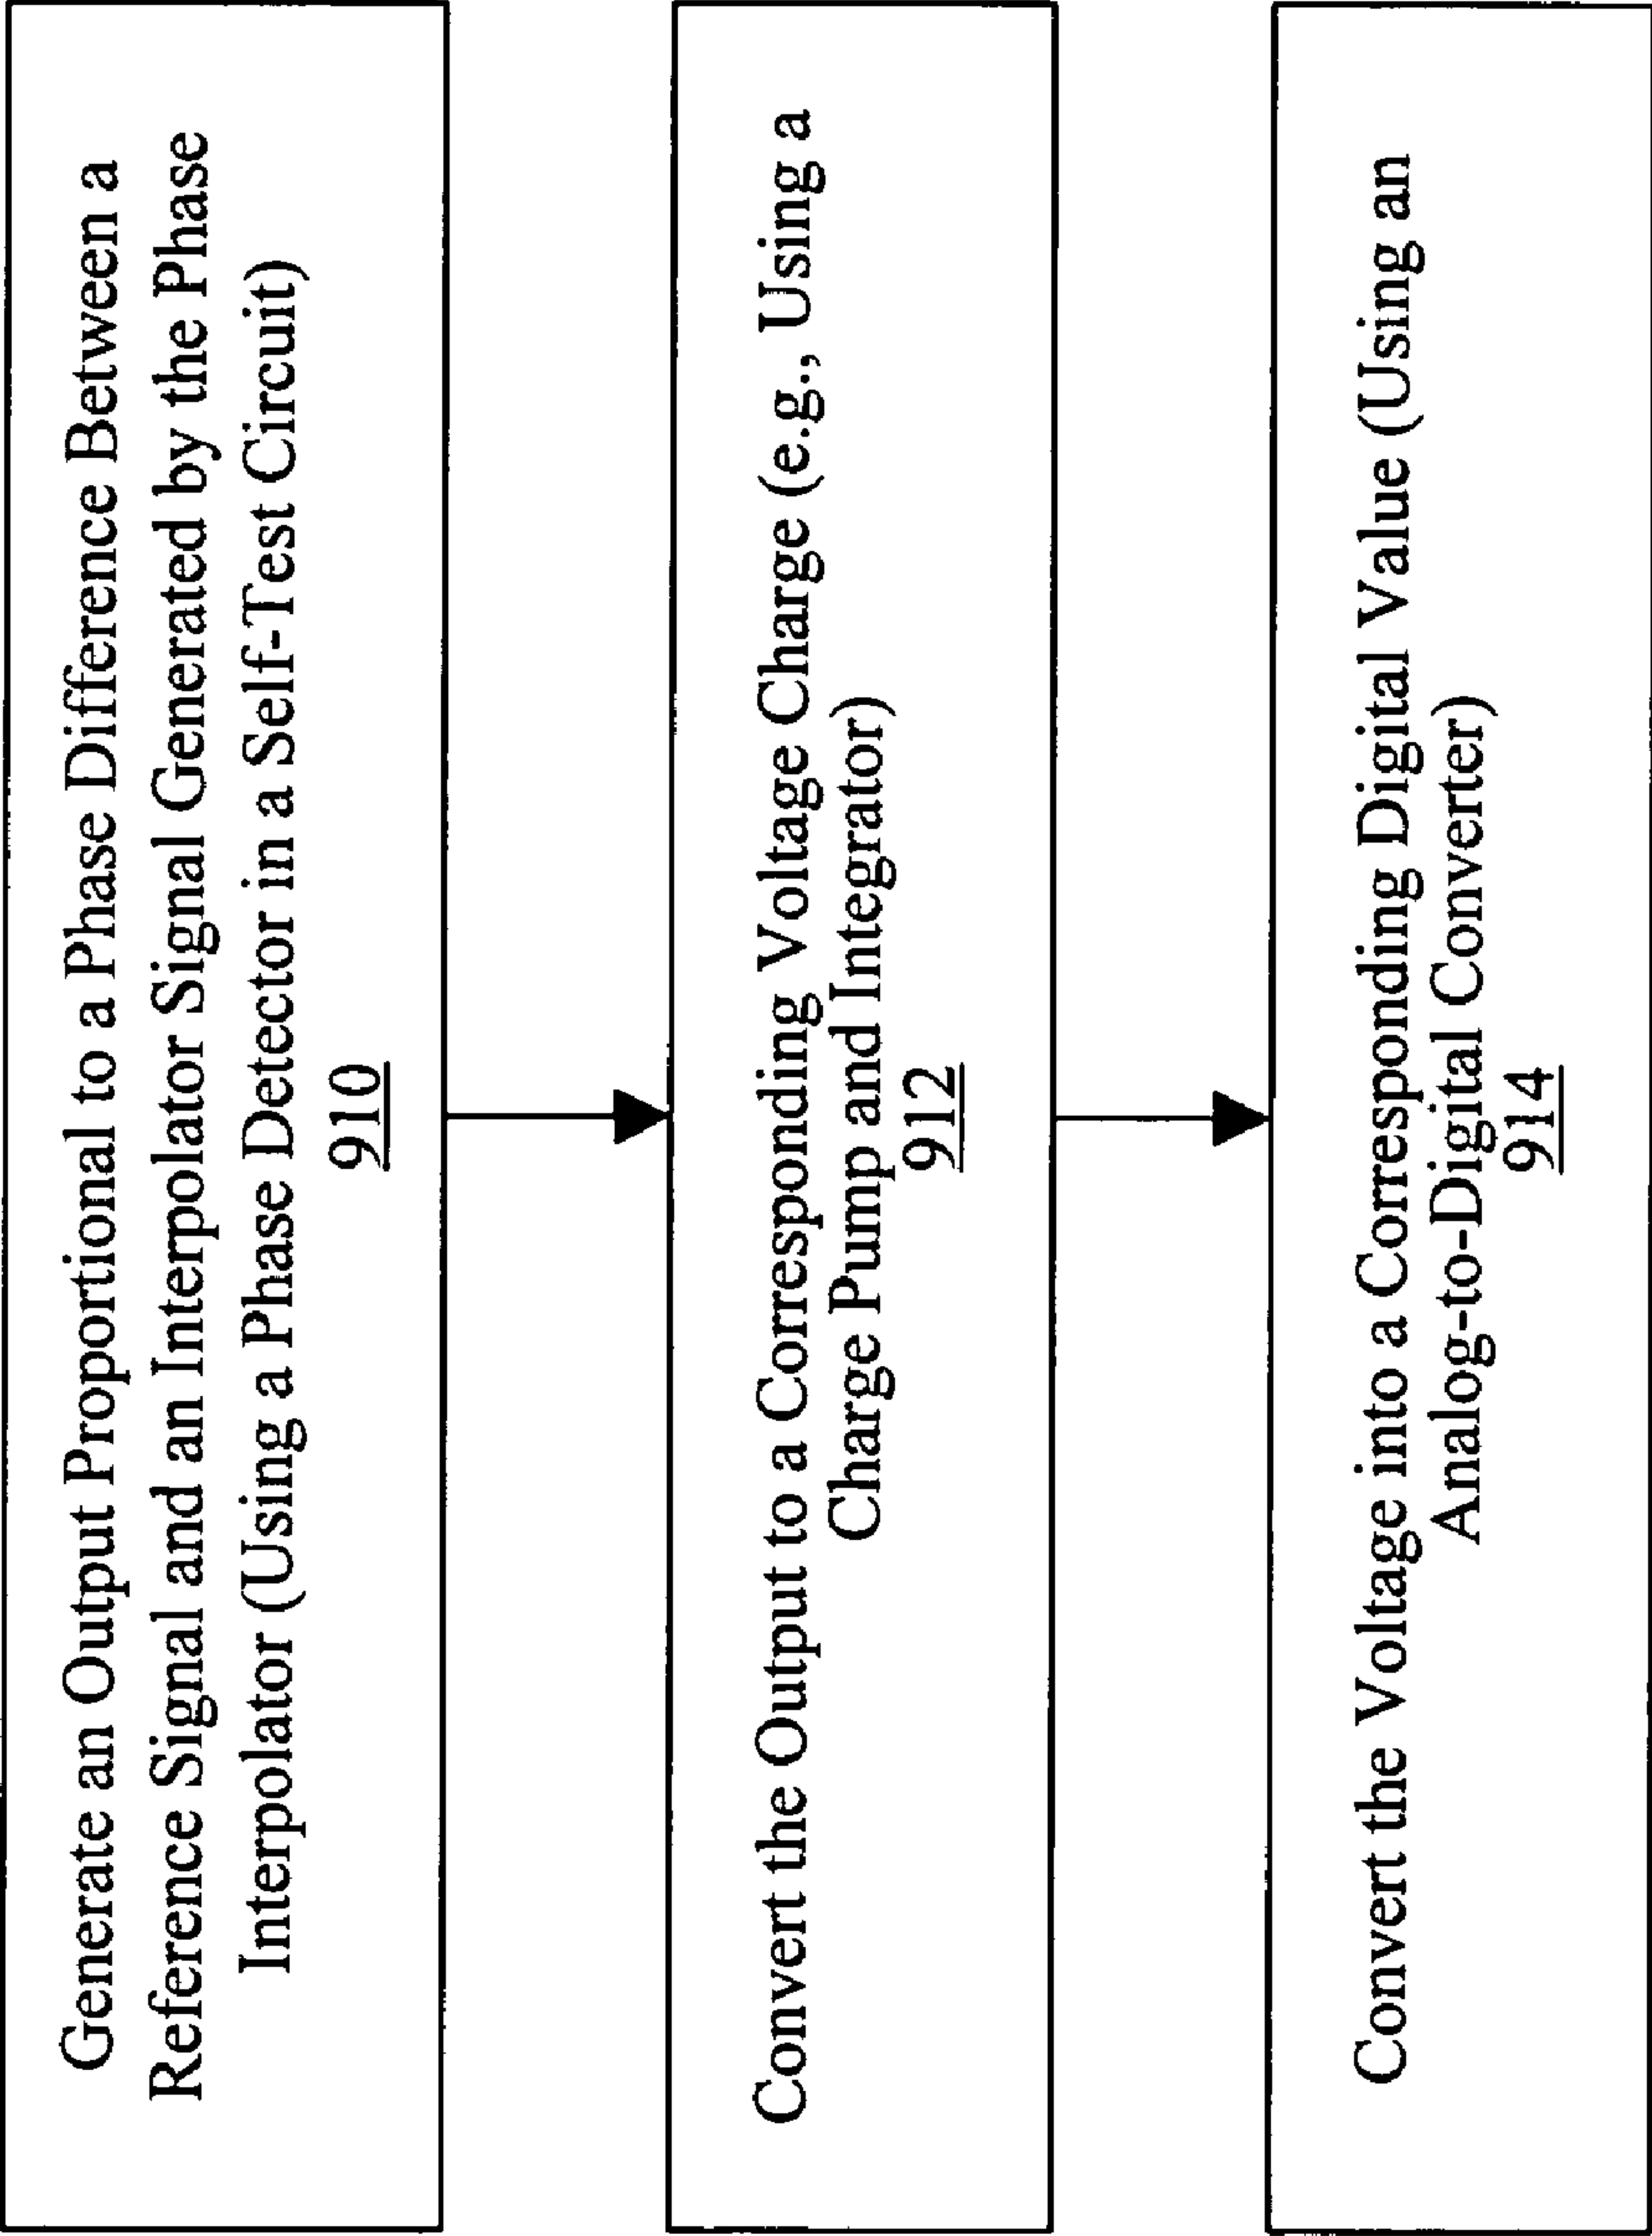 Generate an Output Proportional to a Phase Difference Between a
Reference Signal and an Interpolator Signal Generated by the Phase
Interpolator (Using a Phase Detector in a Self-Test Circuit)
910
Convert the Output to a Corresponding Voltage Charge (e.g., Using a
Charge Pump and Integrator)
912
Convert the Voltage into a Corresponding Digital Value (Using an
Analog-to-Digital Converter)
914